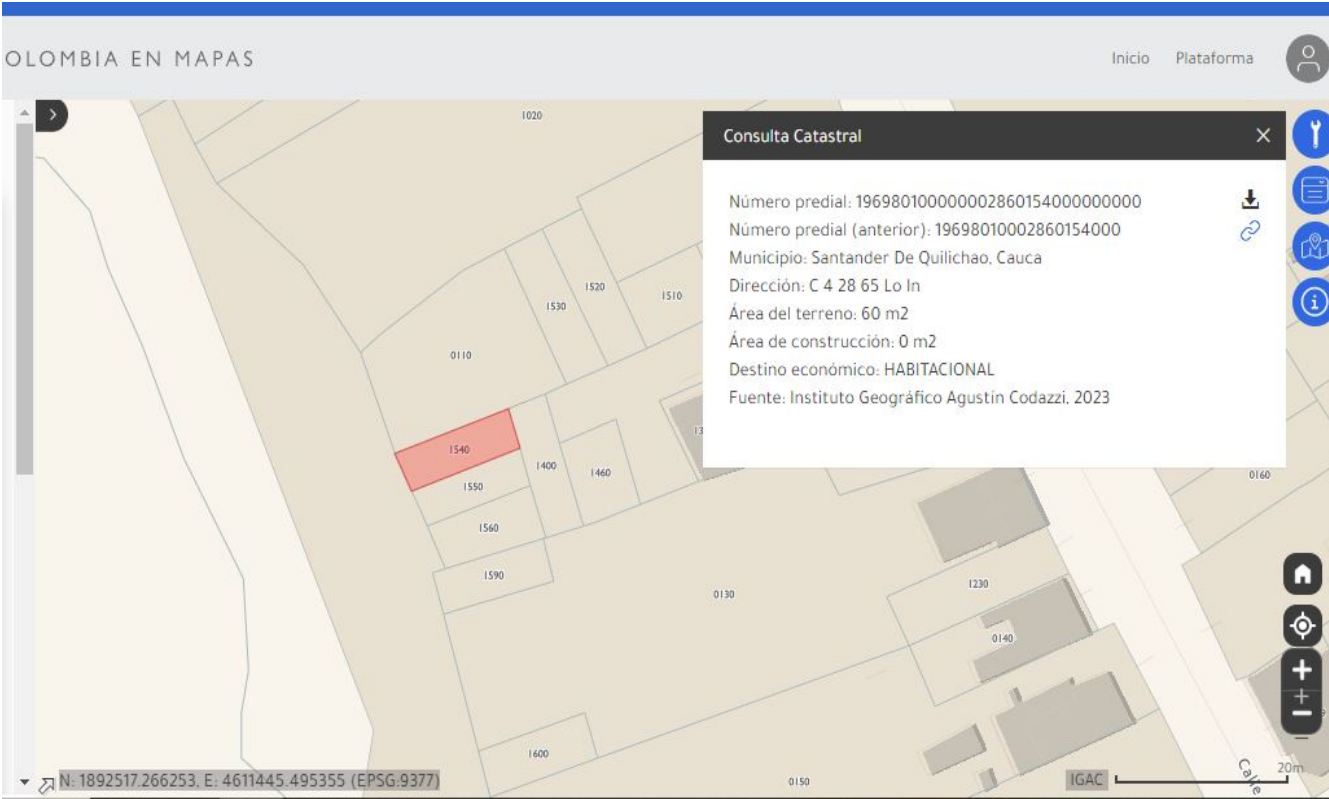 OLOMBIA EN MAPAS
Inicio Plataforma
1020
Consulta Catastral
Número predial: 196980100000002860154000000000
Número predial (anterior): 19698010002860154000
Municipio: Santander De Quilichao, Cauca
Dirección: C 4 28 65 Lo In
Área del terreno: 60 m2
Área de construcción: 0 m2
Destino económico: HABITACIONAL
Fuente: Instituto Geográfico Agustín Codazzi, 2023
1520
1510
1530
0110
1540
1400
1460
1550
1560
1590
0160
0130
1230
0140
1600
0150
N: 1892517.266253, E: 4611445.495355 (EPSG:9377)
IGAC
Calle
20m